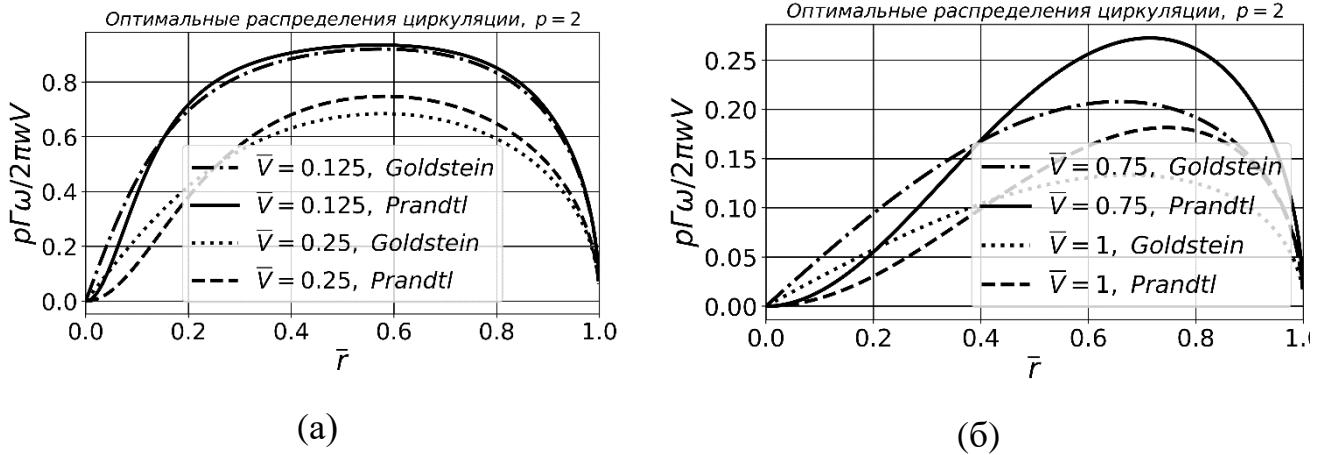 Оптимальные распределения циркуляции, p = 2
pΓω/2πwV
0.8
0.6
0.4
0.2
0.0
V̅ = 0.125, Goldstein
V̅ = 0.125, Prandtl
V̅ = 0.25, Goldstein
V̅ = 0.25, Prandtl
0.0 0.2 0.4 0.6 0.8 1.0
r̅
(а)
Оптимальные распределения циркуляции, p = 2
pΓω/2πwV
0.25
0.20
0.15
0.10
0.05
0.00
V̅ = 0.75, Goldstein
V̅ = 0.75, Prandtl
V̅ = 1, Goldstein
V̅ = 1, Prandtl
0.0 0.2 0.4 0.6 0.8 1.0
r̅
(б)